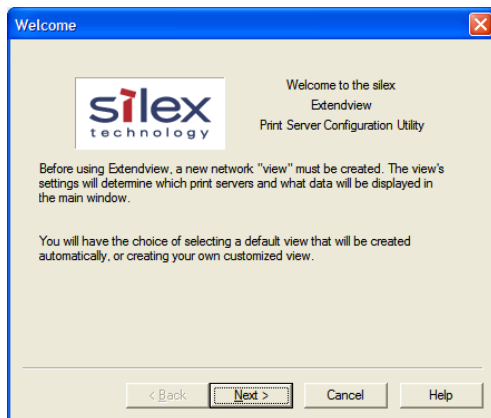 Welcome
silex
technology
Welcome to the silex
Extendview
Print Server Configuration Utility
Before using Extendview, a new network "view" must be created. The view's
settings will determine which print servers and what data will be displayed in
the main window.
You will have the choice of selecting a default view that will be created
automatically, or creating your own customized view.
< Back
Next >
Cancel
Help